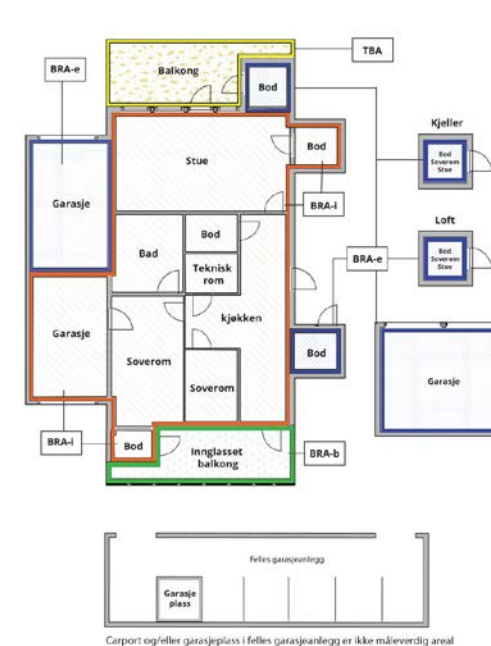 TBA
BRA-e
Balkong
Bod
Kjeller
Bod
Soverom
Stue
Stue
Bod
Garasje
BRA-i
Loft
Bad
Bod
Teknisk
rom
BRA-e
Bod
Soverom
Stue
kjøkken
Garasje
Soverom
Bod
Garasje
Soverom
BRA-i
Bod
Innglasset
balkong
BRA-b
Felles garasjeanlegg
Garasje
plass
Carport og/eller garasjeplass i felles garasjeanlegg er ikke måleverdig areal